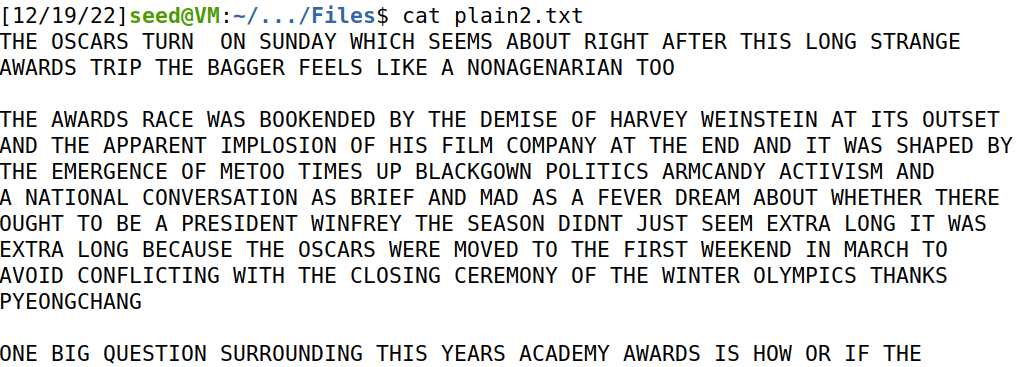 [12/19/22]seed@VM:~/.../Files$ cat plain2.txt
THE OSCARS TURN  ON SUNDAY WHICH SEEMS ABOUT RIGHT AFTER THIS LONG STRANGE
AWARDS TRIP THE BAGGER FEELS LIKE A NONAGENARIAN TOO

THE AWARDS RACE WAS BOOKENDED BY THE DEMISE OF HARVEY WEINSTEIN AT ITS OUTSET
AND THE APPARENT IMPLOSION OF HIS FILM COMPANY AT THE END AND IT WAS SHAPED BY
THE EMERGENCE OF METOO TIMES UP BLACKGOWN POLITICS ARMCANDY ACTIVISM AND
A NATIONAL CONVERSATION AS BRIEF AND MAD AS A FEVER DREAM ABOUT WHETHER THERE
OUGHT TO BE A PRESIDENT WINFREY THE SEASON DIDNT JUST SEEM EXTRA LONG IT WAS
EXTRA LONG BECAUSE THE OSCARS WERE MOVED TO THE FIRST WEEKEND IN MARCH TO
AVOID CONFLICTING WITH THE CLOSING CEREMONY OF THE WINTER OLYMPICS THANKS
PYEONGCHANG

ONE BIG QUESTION SURROUNDING THIS YEARS ACADEMY AWARDS IS HOW OR IF THE